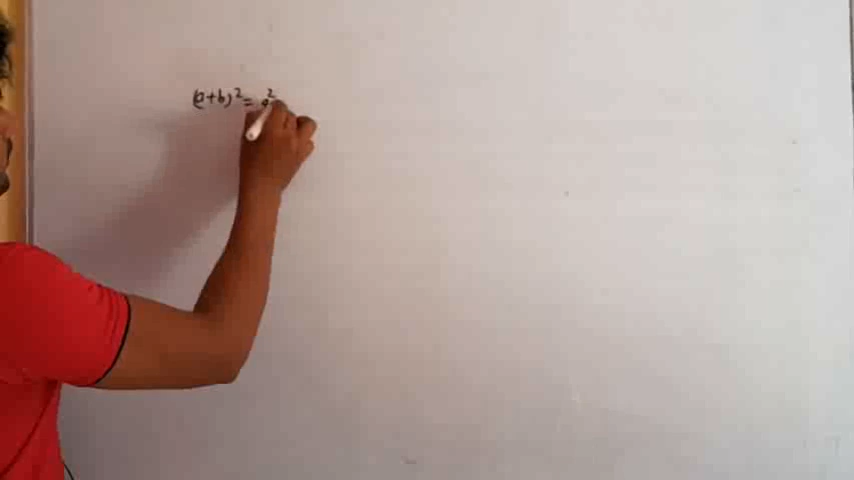 (a+b)² = a²